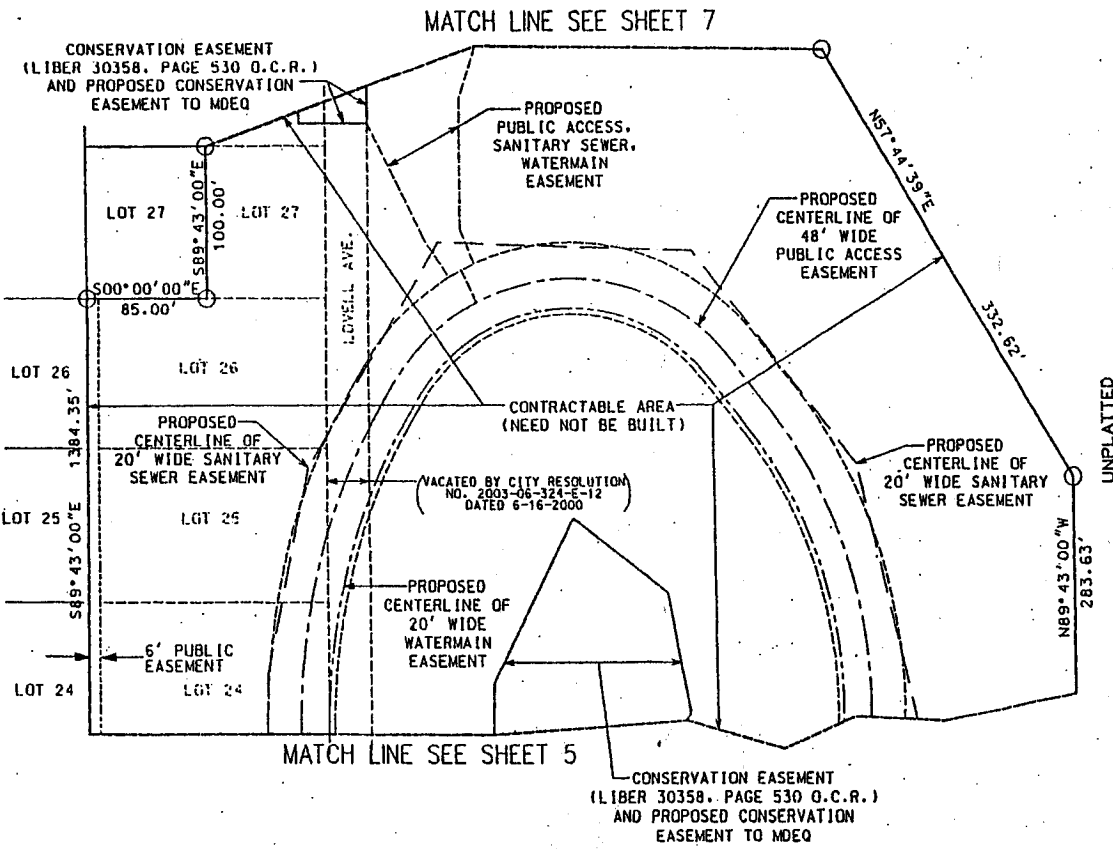 MATCH LINE SEE SHEET 7
CONSERVATION EASEMENT
(LIBER 30358. PAGE 530 O.C.R.)
AND PROPOSED CONSERVATION
EASEMENT TO MDEQ
PROPOSED
PUBLIC ACCESS.
SANITARY SEWER.
WATERMAIN
EASEMENT
N57°44'39"E
332.62'
PROPOSED
CENTERLINE OF
48' WIDE
PUBLIC ACCESS
EASEMENT
LOT 27
S89°43'00"E
100.00'
LOT 27
LOVELL AVE.
S00°00'00"E
85.00'
LOT 26
LOT 26
1384.35'
S89°43'00"E
CONTRACTABLE AREA
(NEED NOT BE BUILT)
UNPLATTED
PROPOSED
CENTERLINE OF
20' WIDE SANITARY
SEWER EASEMENT
PROPOSED
CENTERLINE OF
20' WIDE SANITARY
SEWER EASEMENT
(VACATED BY CITY RESOLUTION
NO. 2003-06-324-E-12
DATED 6-16-2000)
LOT 25
LOT 25
N89°43'00"W
283.63'
PROPOSED
CENTERLINE OF
20' WIDE
WATERMAIN
EASEMENT
6' PUBLIC
EASEMENT
LOT 24
LOT 24
MATCH LINE SEE SHEET 5
CONSERVATION EASEMENT
(LIBER 30358. PAGE 530 O.C.R.)
AND PROPOSED CONSERVATION
EASEMENT TO MDEQ